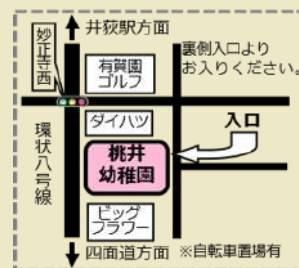 井荻駅方面
妙正寺西
有賀園
ゴルフ
裏側入口より
お入りください。
ダイハツ
入口
環状八号線
桃井
幼稚園
ビッグ
フラワー
四面道方面
※自転車置場有